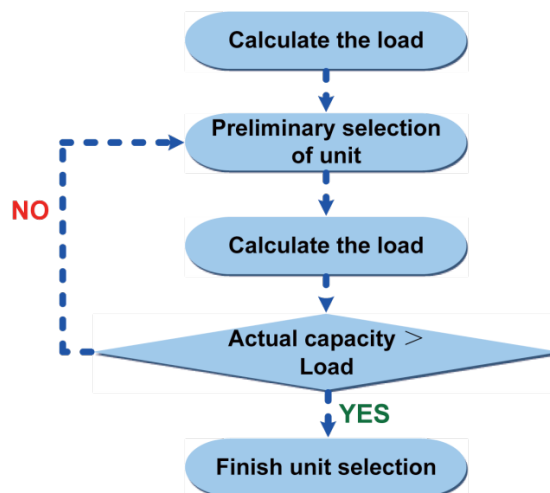 Calculate the load
Preliminary selection
of unit
NO
Calculate the load
Actual capacity >
Load
YES
Finish unit selection